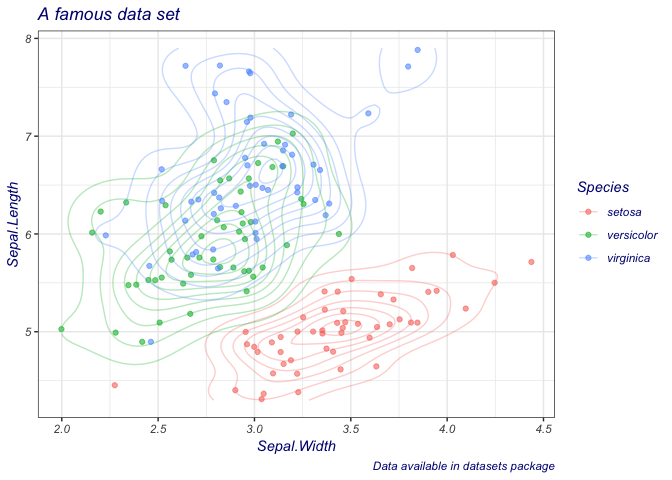 A famous data set
8
7
6
5
Sepal.Length
2.0 2.5 3.0 3.5 4.0 4.5
Sepal.Width
Species
setosa
versicolor
virginica
Data available in datasets package